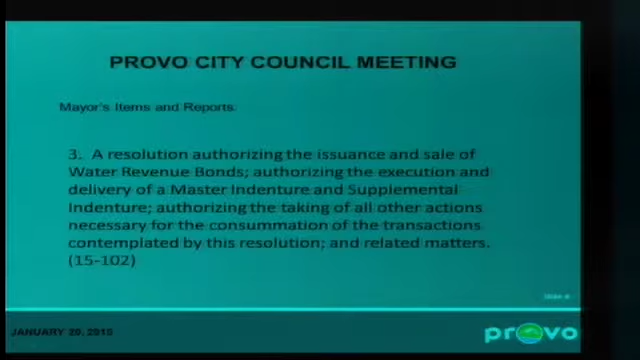 PROVO CITY COUNCIL MEETING
Mayor's Items and Reports
3. A resolution authorizing the issuance and sale of
Water Revenue Bonds; authorizing the execution and
delivery of a Master Indenture and Supplemental
Indenture; authorizing the taking of all other actions
necessary for the consummation of the transactions
contemplated by this resolution; and related matters.
(15-102)
JANUARY 20, 2015
provo